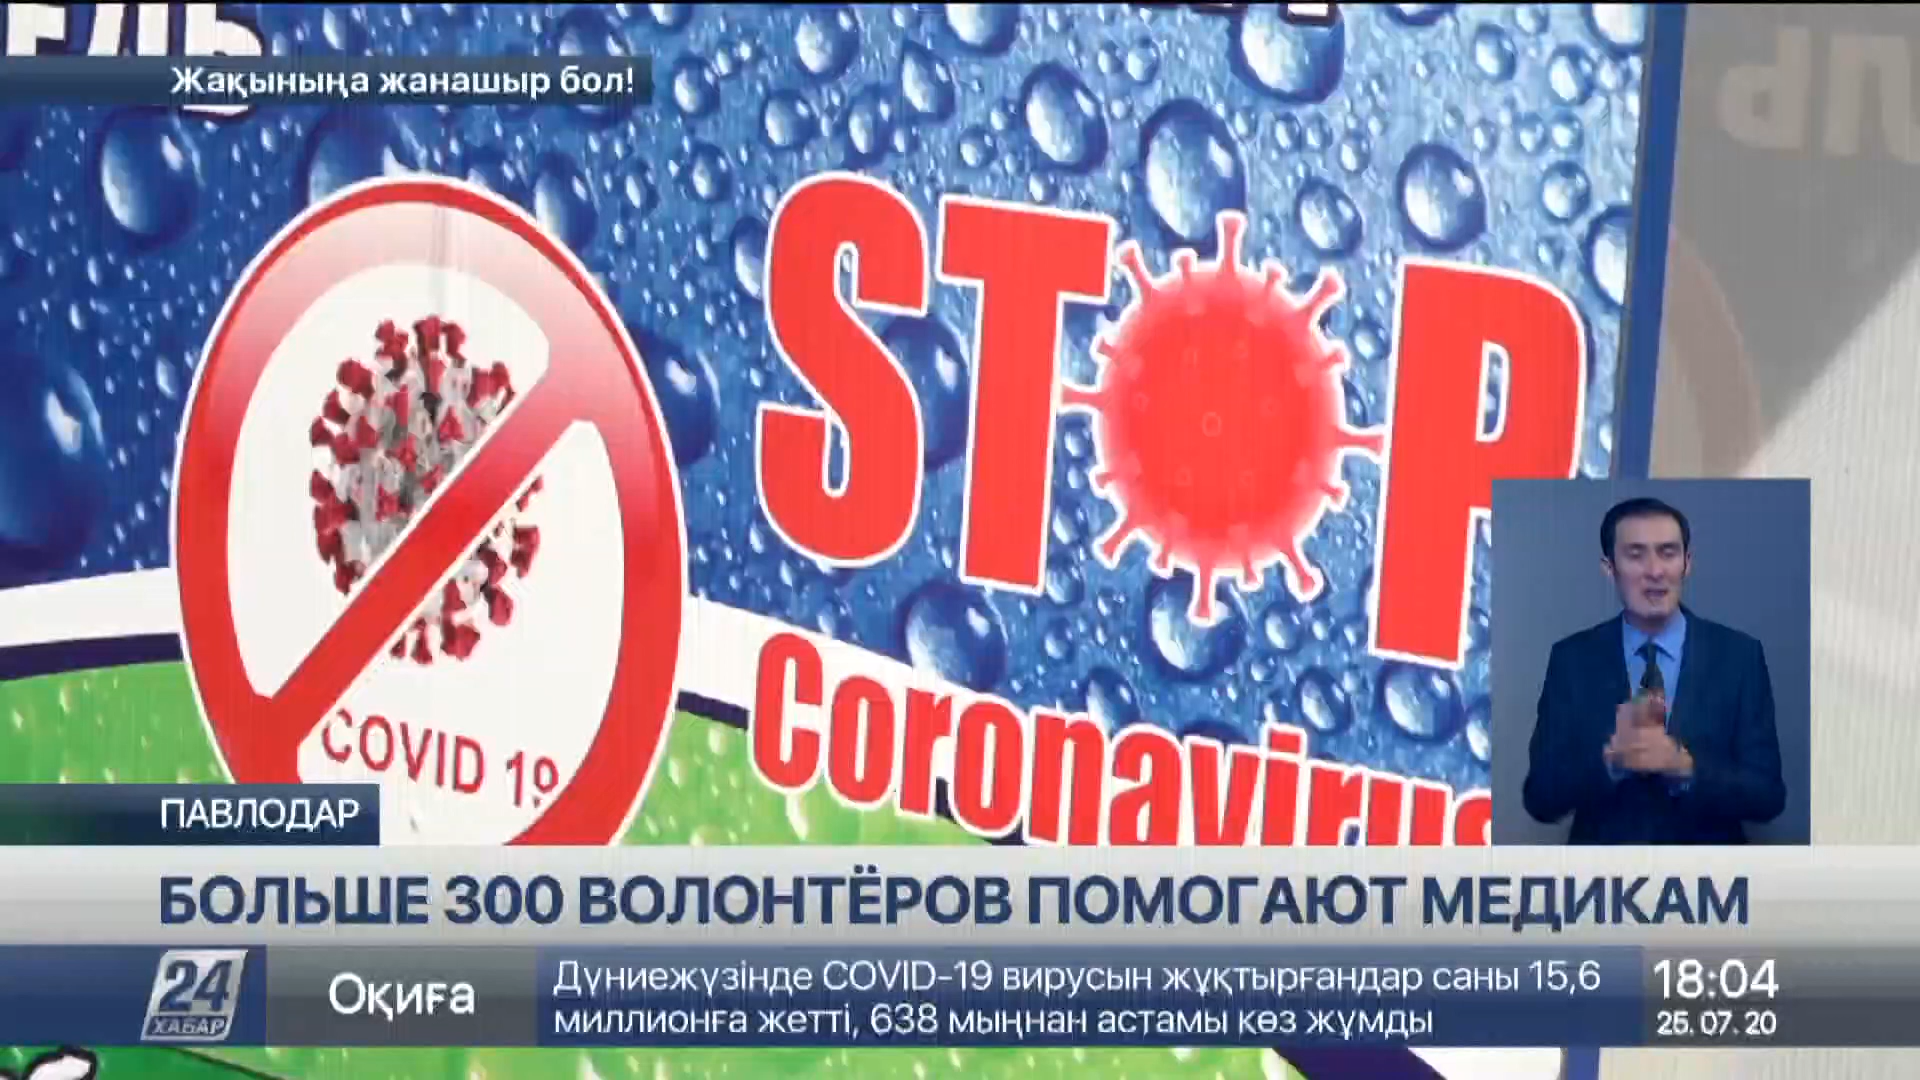 Жақыныңа жанашыр бол!
STOP
coronavirus
COVID 19
ПАВЛОДАР
БОЛЬШЕ 300 ВОЛОНТЁРОВ ПОМОГАЮТ МЕДИКАМ
24
ХАБАР
Оқиға
Дүниежүзінде COVID-19 вирусын жұқтырғандар саны 15,6
миллионға жетті, 638 мыңнан астамы көз жұмды
18:04
25. 07. 20